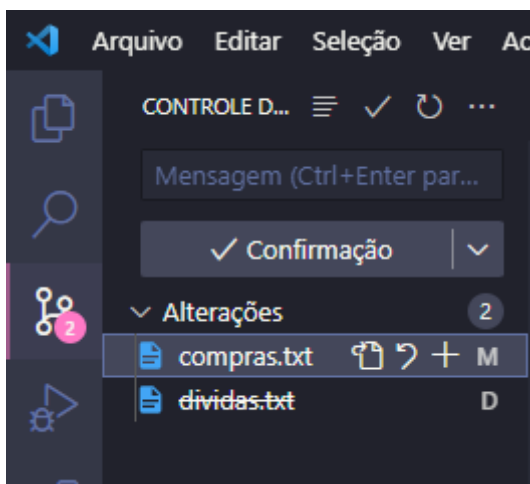 Arquivo Editar Seleção Ver Ac
CONTROLE D...
Mensagem (Ctrl+Enter par...
Confirmação
Alterações 2
2
compras.txt M
dividas.txt D